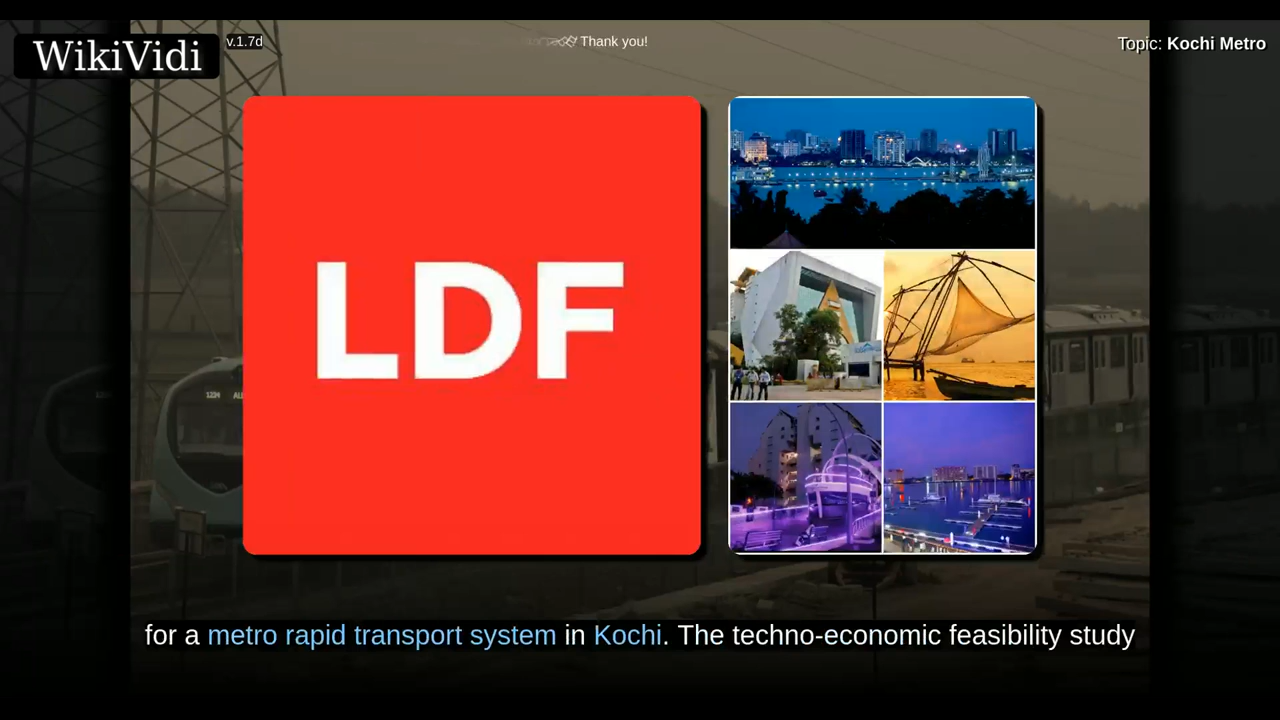 WikiVidi
v.1.7d
Thank you!
Topic: Kochi Metro
LDF
1234
for a metro rapid transport system in Kochi. The techno-economic feasibility study